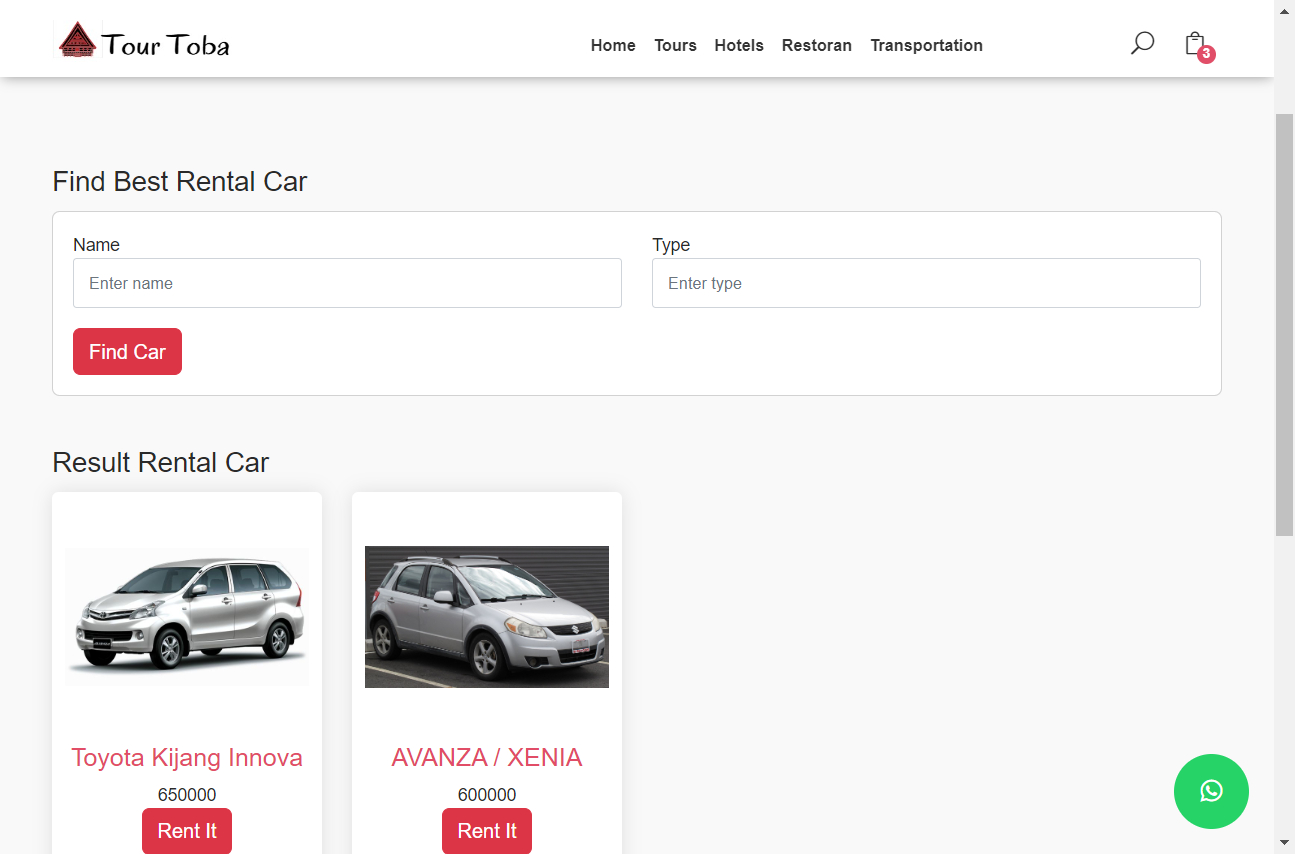 Tour Toba
Home Tours Hotels Restoran Transportation
3
Find Best Rental Car
Name Type
Enter name Enter type
Find Car
Result Rental Car
Toyota Kijang Innova AVANZA / XENIA
650000 600000
Rent It Rent It